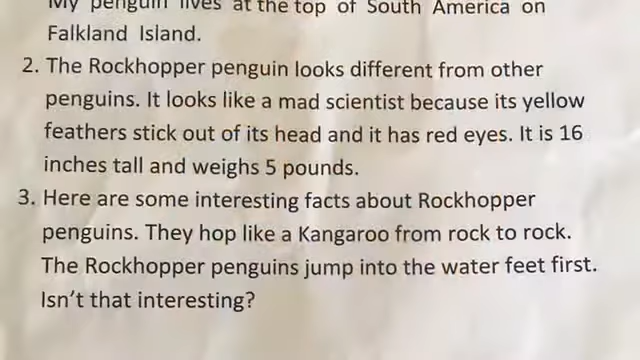 My penguin lives at the top of South America on
Falkland Island.
2. The Rockhopper penguin looks different from other
penguins. It looks like a mad scientist because its yellow
feathers stick out of its head and it has red eyes. It is 16
inches tall and weighs 5 pounds.
3. Here are some interesting facts about Rockhopper
penguins. They hop like a Kangaroo from rock to rock.
The Rockhopper penguins jump into the water feet first.
Isn't that interesting?